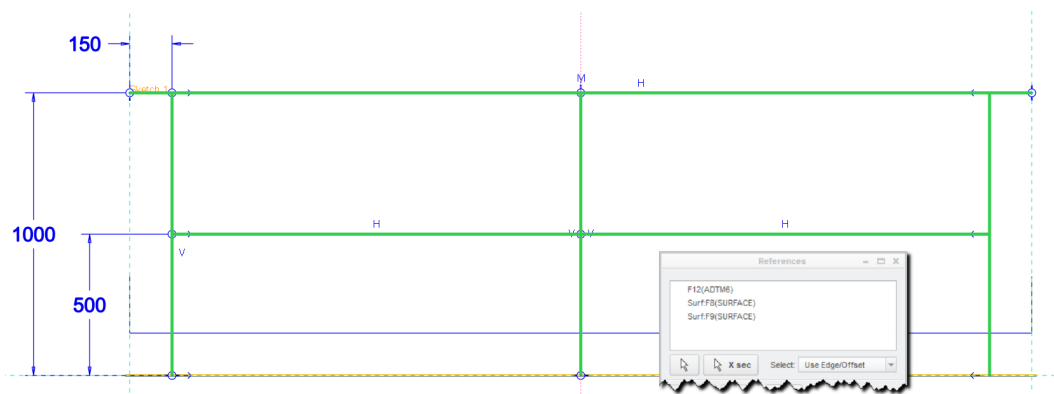 150
Sketch 1
M
H
1000
H
H
V
V
V
500
References
F12(ADTM6)
Surf:F8(SURFACE)
Surf:F9(SURFACE)
X sec
Select:
Use Edge/Offset